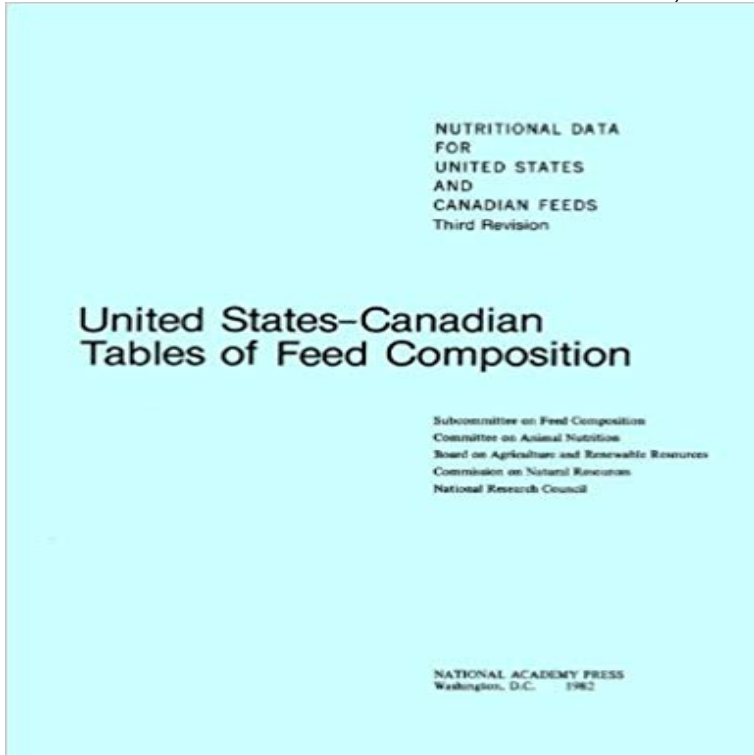 NUTRITIONAL DATA
FOR
UNITED STATES
AND
CANADIAN FEEDS
Third Revision
United States–Canadian
Tables of Feed Composition
Subcommittee on Feed Composition
Committee on Animal Nutrition
Board on Agriculture and Renewable Resources
Commission on Natural Resources
National Research Council
NATIONAL ACADEMY PRESS
Washington, D.C. 1982